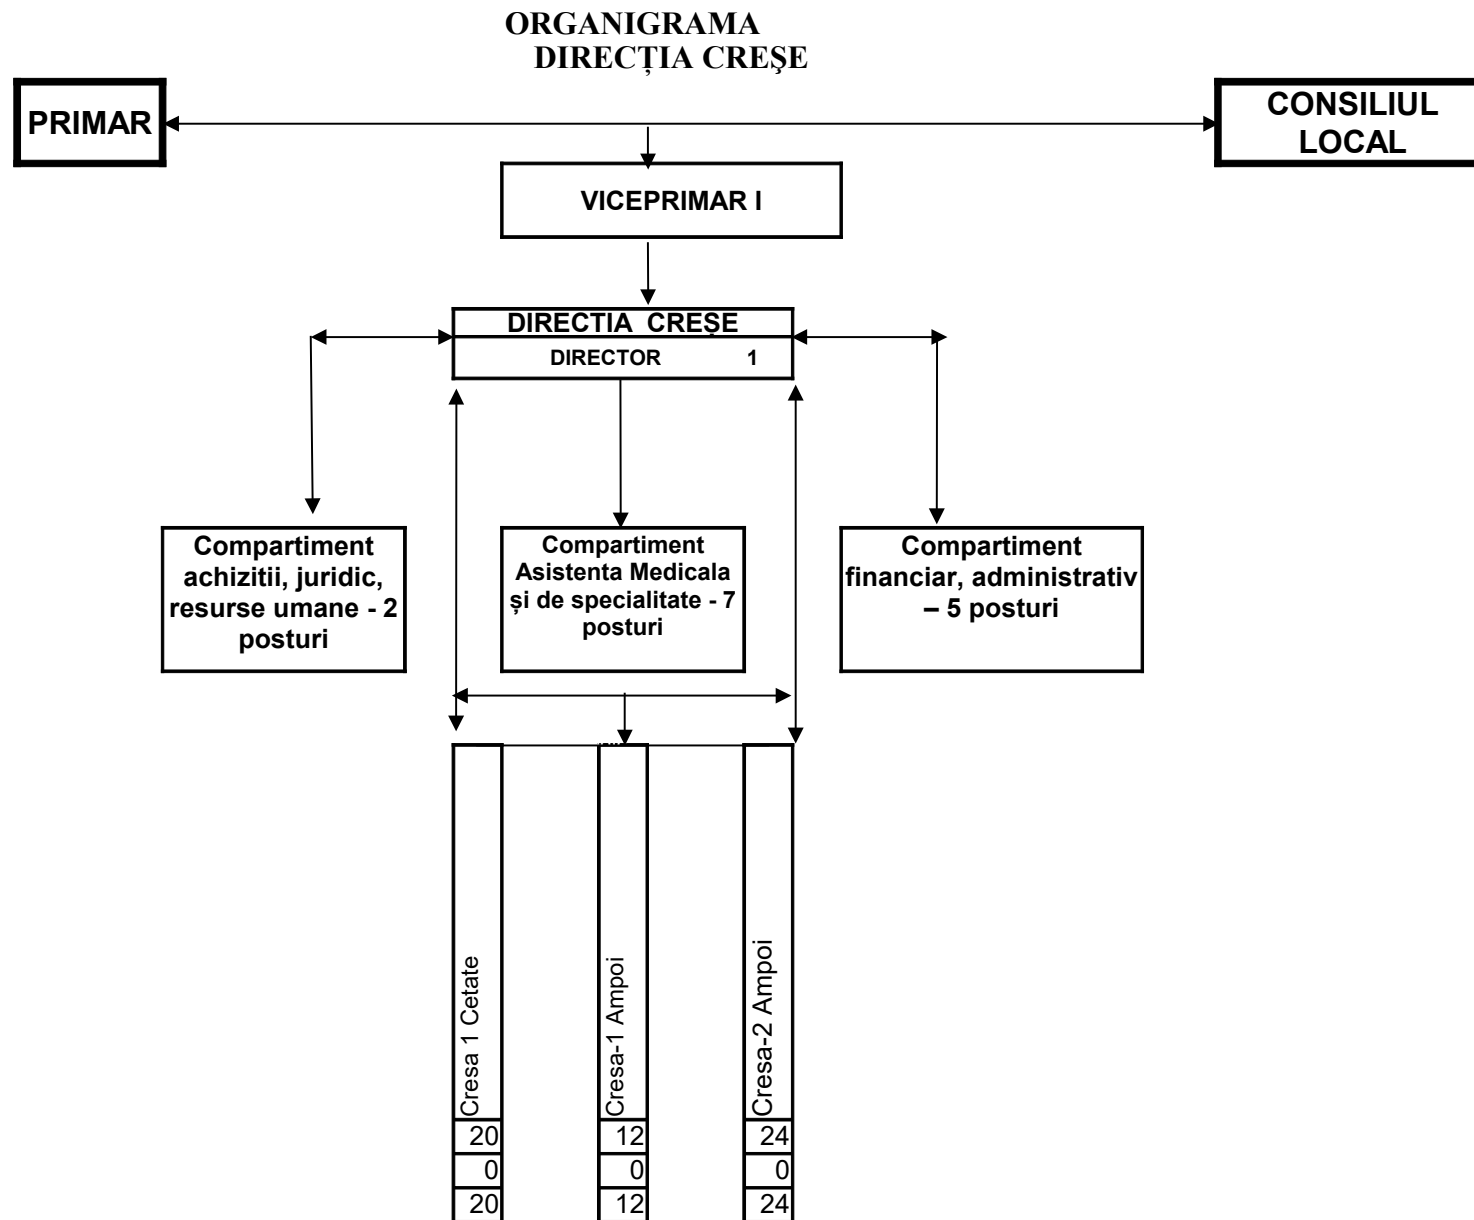 ORGANIGRAMA
DIRECȚIA CREŞE
PRIMAR
CONSILIUL
LOCAL
VICEPRIMAR I
DIRECTIA CREȘE
DIRECTOR 1
Compartiment
achizitii, juridic,
resurse umane - 2
posturi
Compartiment
Asistenta Medicala
și de specialitate - 7
posturi
Compartiment
financiar, administrativ
– 5 posturi
Cresa 1 Cetate
Cresa-1 Ampoi
Cresa-2 Ampoi
20 12 24
0 0 0
20 12 24